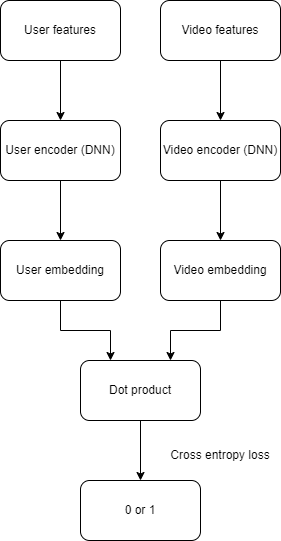 User features
Video features
User encoder (DNN)
Video encoder (DNN)
User embedding
Video embedding
Dot product
Cross entropy loss
0 or 1